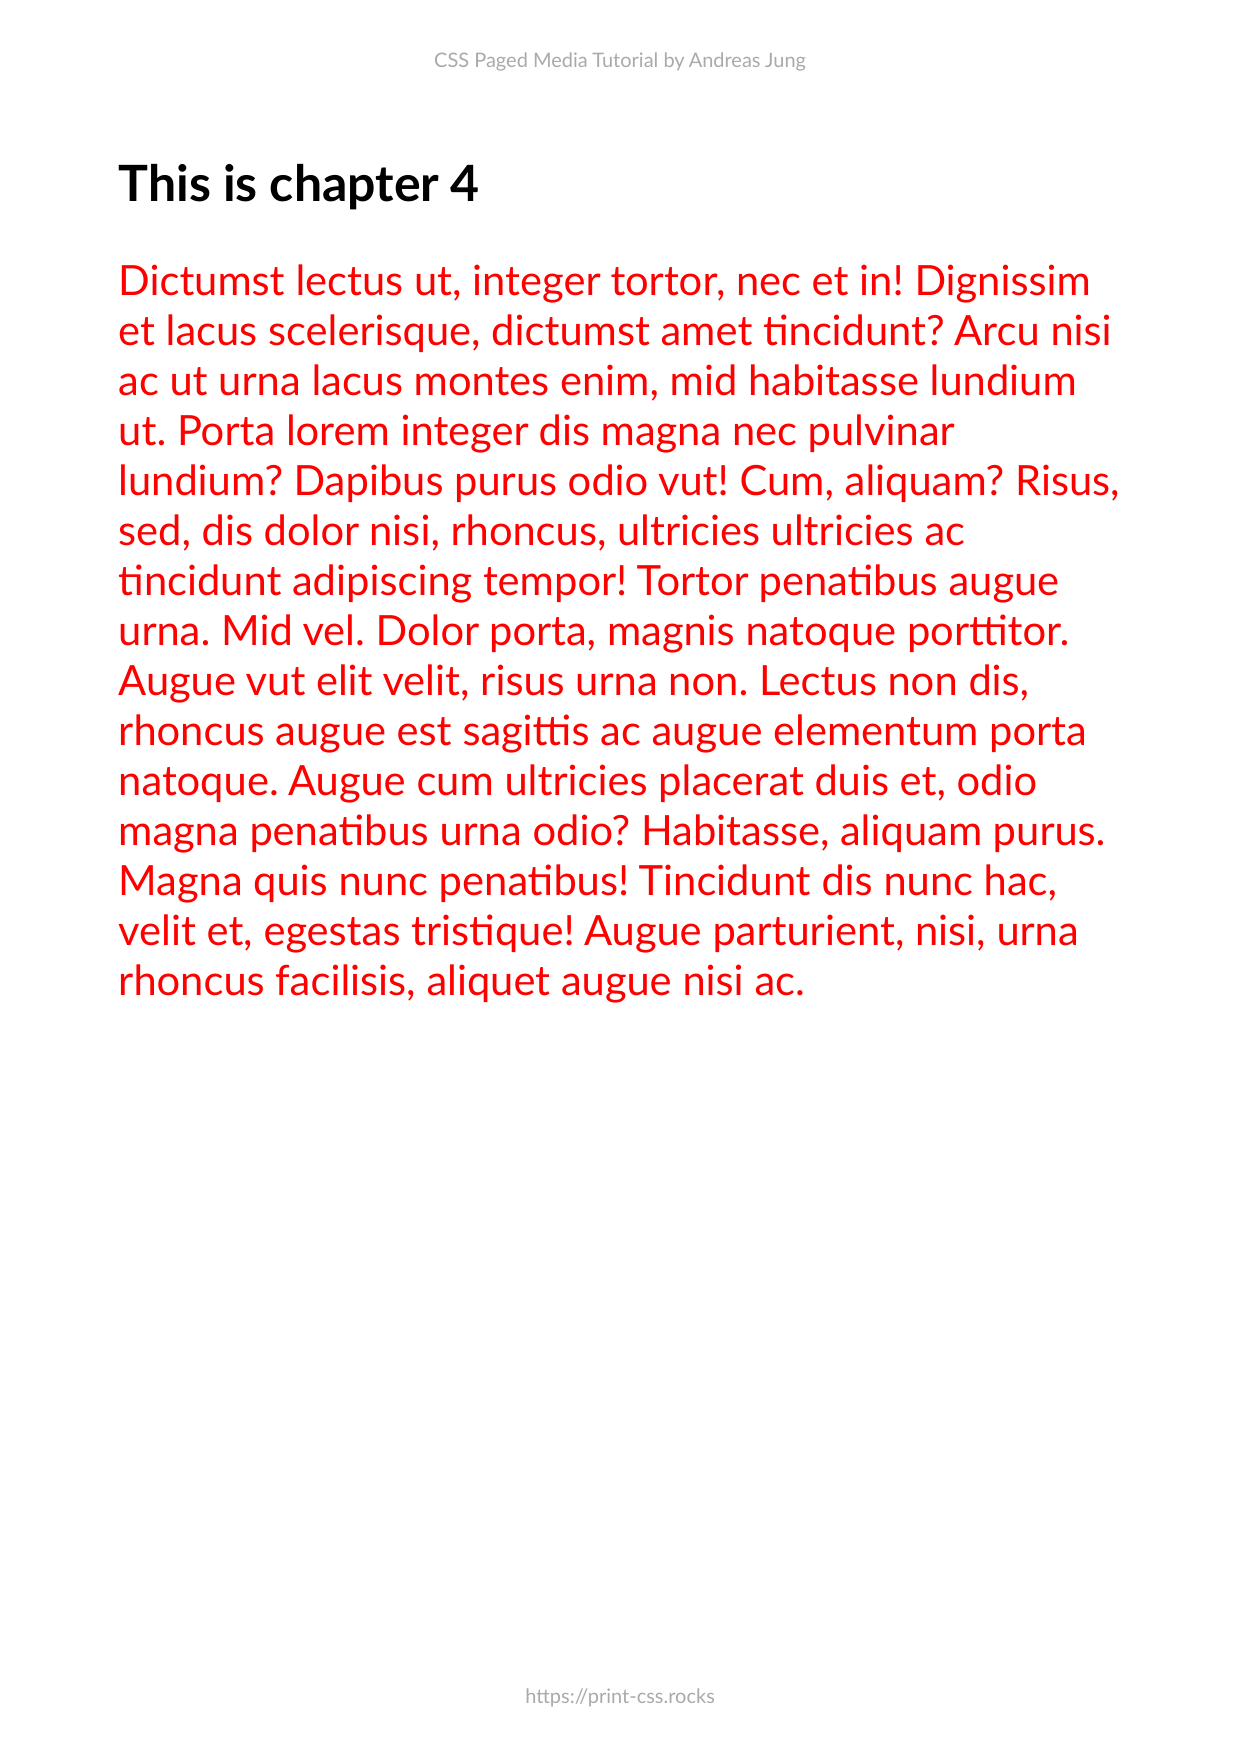 CSS Paged Media Tutorial by Andreas Jung
This is chapter 4
Dictumst lectus ut, integer tortor, nec et in! Dignissim
et lacus scelerisque, dictumst amet tincidunt? Arcu nisi
ac ut urna lacus montes enim, mid habitasse lundium
ut. Porta lorem integer dis magna nec pulvinar
lundium? Dapibus purus odio vut! Cum, aliquam? Risus,
sed, dis dolor nisi, rhoncus, ultricies ultricies ac
tincidunt adipiscing tempor! Tortor penatibus augue
urna. Mid vel. Dolor porta, magnis natoque porttitor.
Augue vut elit velit, risus urna non. Lectus non dis,
rhoncus augue est sagittis ac augue elementum porta
natoque. Augue cum ultricies placerat duis et, odio
magna penatibus urna odio? Habitasse, aliquam purus.
Magna quis nunc penatibus! Tincidunt dis nunc hac,
velit et, egestas tristique! Augue parturient, nisi, urna
rhoncus facilisis, aliquet augue nisi ac.
https://print-css.rocks